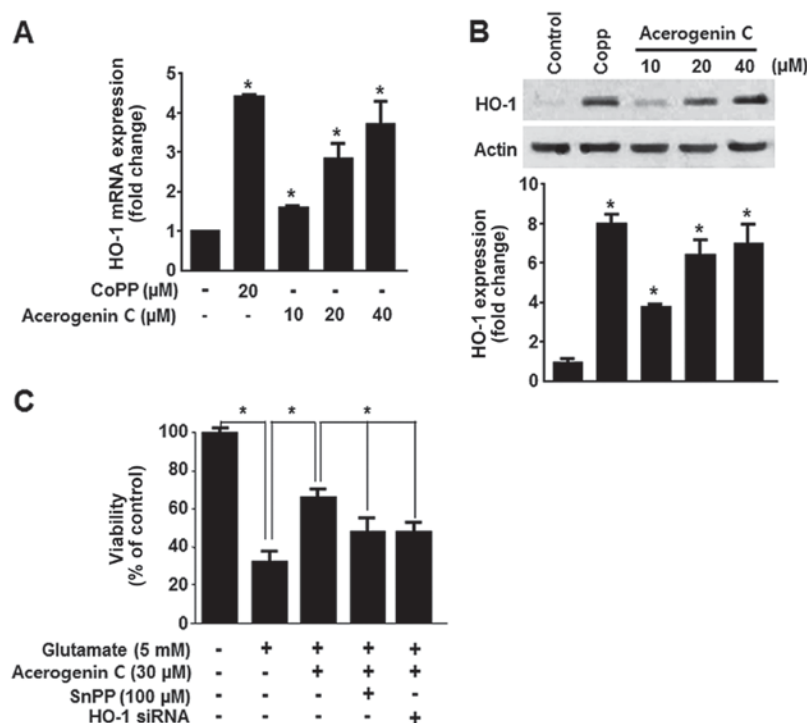 A
HO-1 mRNA expression
(fold change)
5
4
3
2
1
0
* * * *
CoPP (µM) - 20 - - -
Acerogenin C (µM) - - 10 20 40
B
Control Copp Acerogenin C
10 20 40 (µM)
HO-1
Actin
HO-1 expression
(fold change)
10
8
6
4
2
0
* * * *
C
Viability
(% of control)
100
80
60
40
20
0
* * *
Glutamate (5 mM) - + + + +
Acerogenin C (30 µM) - - + + +
SnPP (100 µM) - - - + -
HO-1 siRNA - - - - +